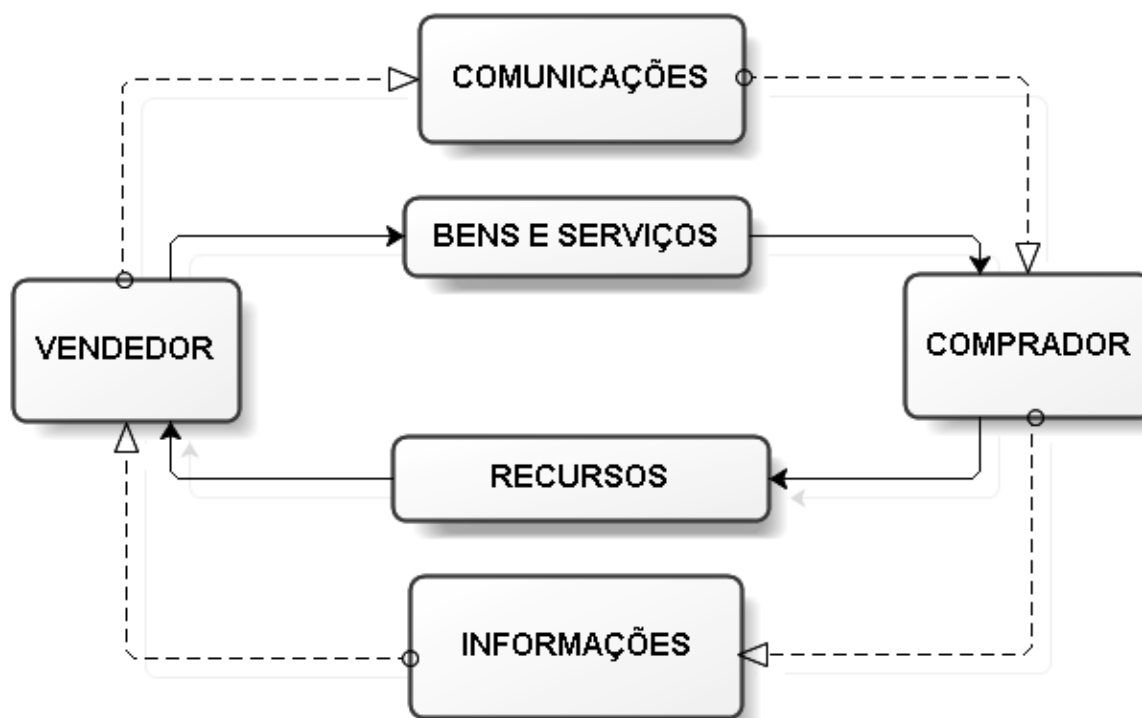 COMUNICAÇÕES
BENS E SERVIÇOS
VENDEDOR
COMPRADOR
RECURSOS
INFORMAÇÕES